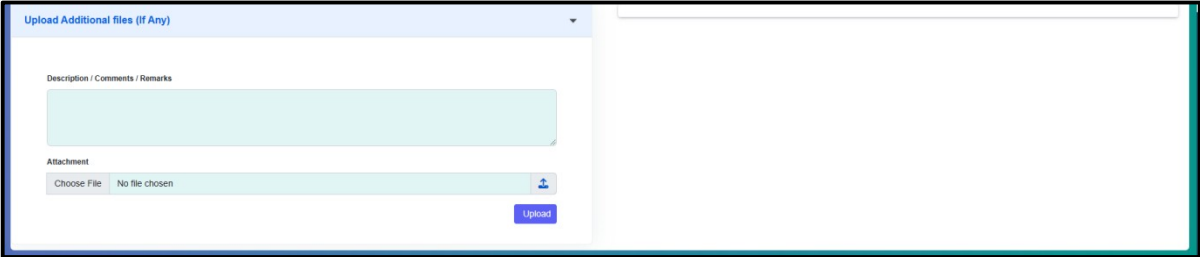 Upload Additional files (If Any)
Description / Comments / Remarks
Attachment
Choose File No file chosen
Upload